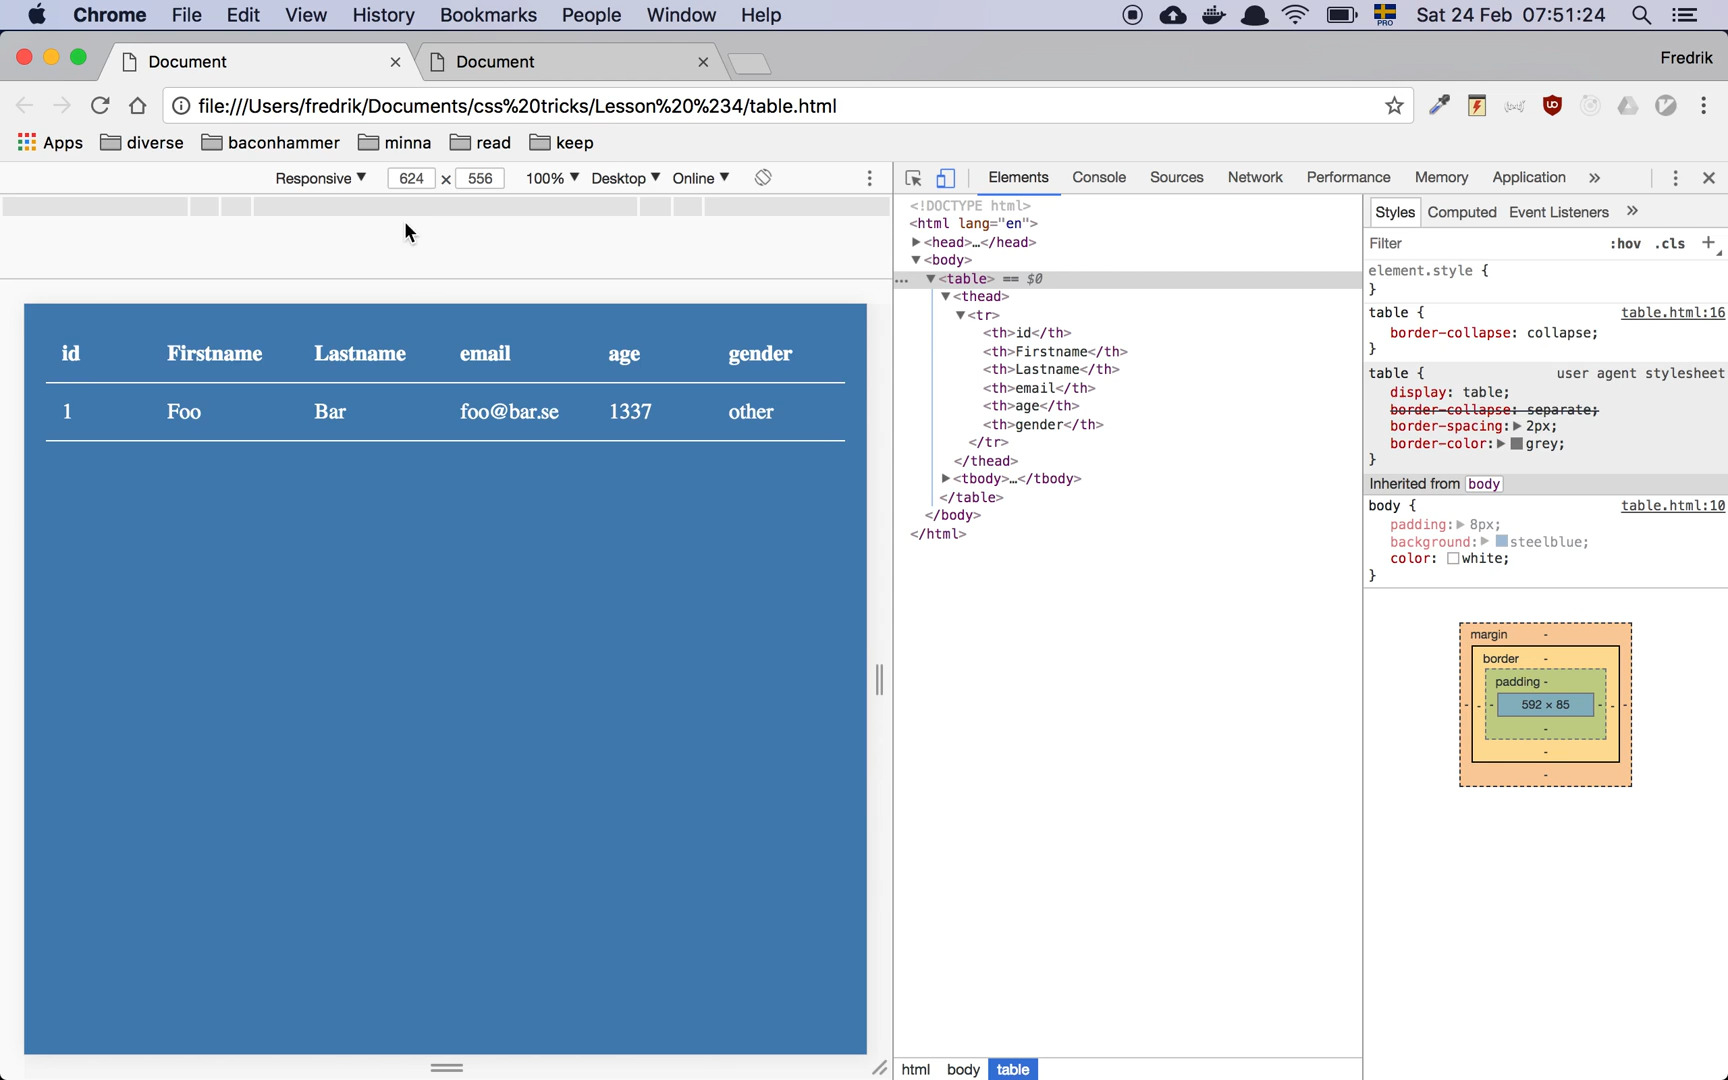 Chrome File Edit View History Bookmarks People Window Help PRO Sat 24 Feb 07:51:24
Document Document Fredrik
file:///Users/fredrik/Documents/css%20tricks/Lesson%20%234/table.html
Apps diverse baconhammer minna read keep
Responsive 624 x 556 100% Desktop Online
Elements Console Sources Network Performance Memory Application »
id Firstname Lastname email age gender
1 Foo Bar foo@bar.se 1337 other
<!DOCTYPE html>
<html lang="en">
<head>…</head>
<body>
… <table> == $0
<thead>
<tr>
<th>id</th>
<th>Firstname</th>
<th>Lastname</th>
<th>email</th>
<th>age</th>
<th>gender</th>
</tr>
</thead>
<tbody>…</tbody>
</table>
</body>
</html>
html body table
Styles Computed Event Listeners »
Filter :hov .cls +
element.style {
}
table { table.html:16
border-collapse: collapse;
}
table { user agent stylesheet
display: table;
border-collapse: separate;
border-spacing: 2px;
border-color: grey;
}
Inherited from body
body { table.html:10
padding: 8px;
background: steelblue;
color: white;
}
margin -
border -
padding -
- - - 592 × 85 - - -
-
-
-